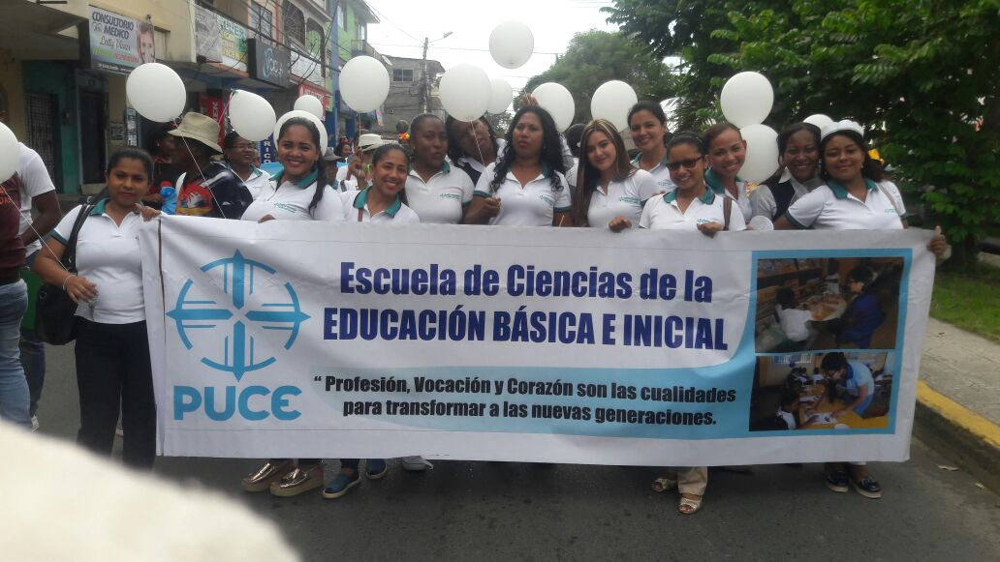 CONSULTORIO
MEDICO
Escuela de Ciencias de la
EDUCACIÓN BÁSICA E INICIAL
PUCE
“ Profesión, Vocación y Corazón son las cualidades
para transformar a las nuevas generaciones.